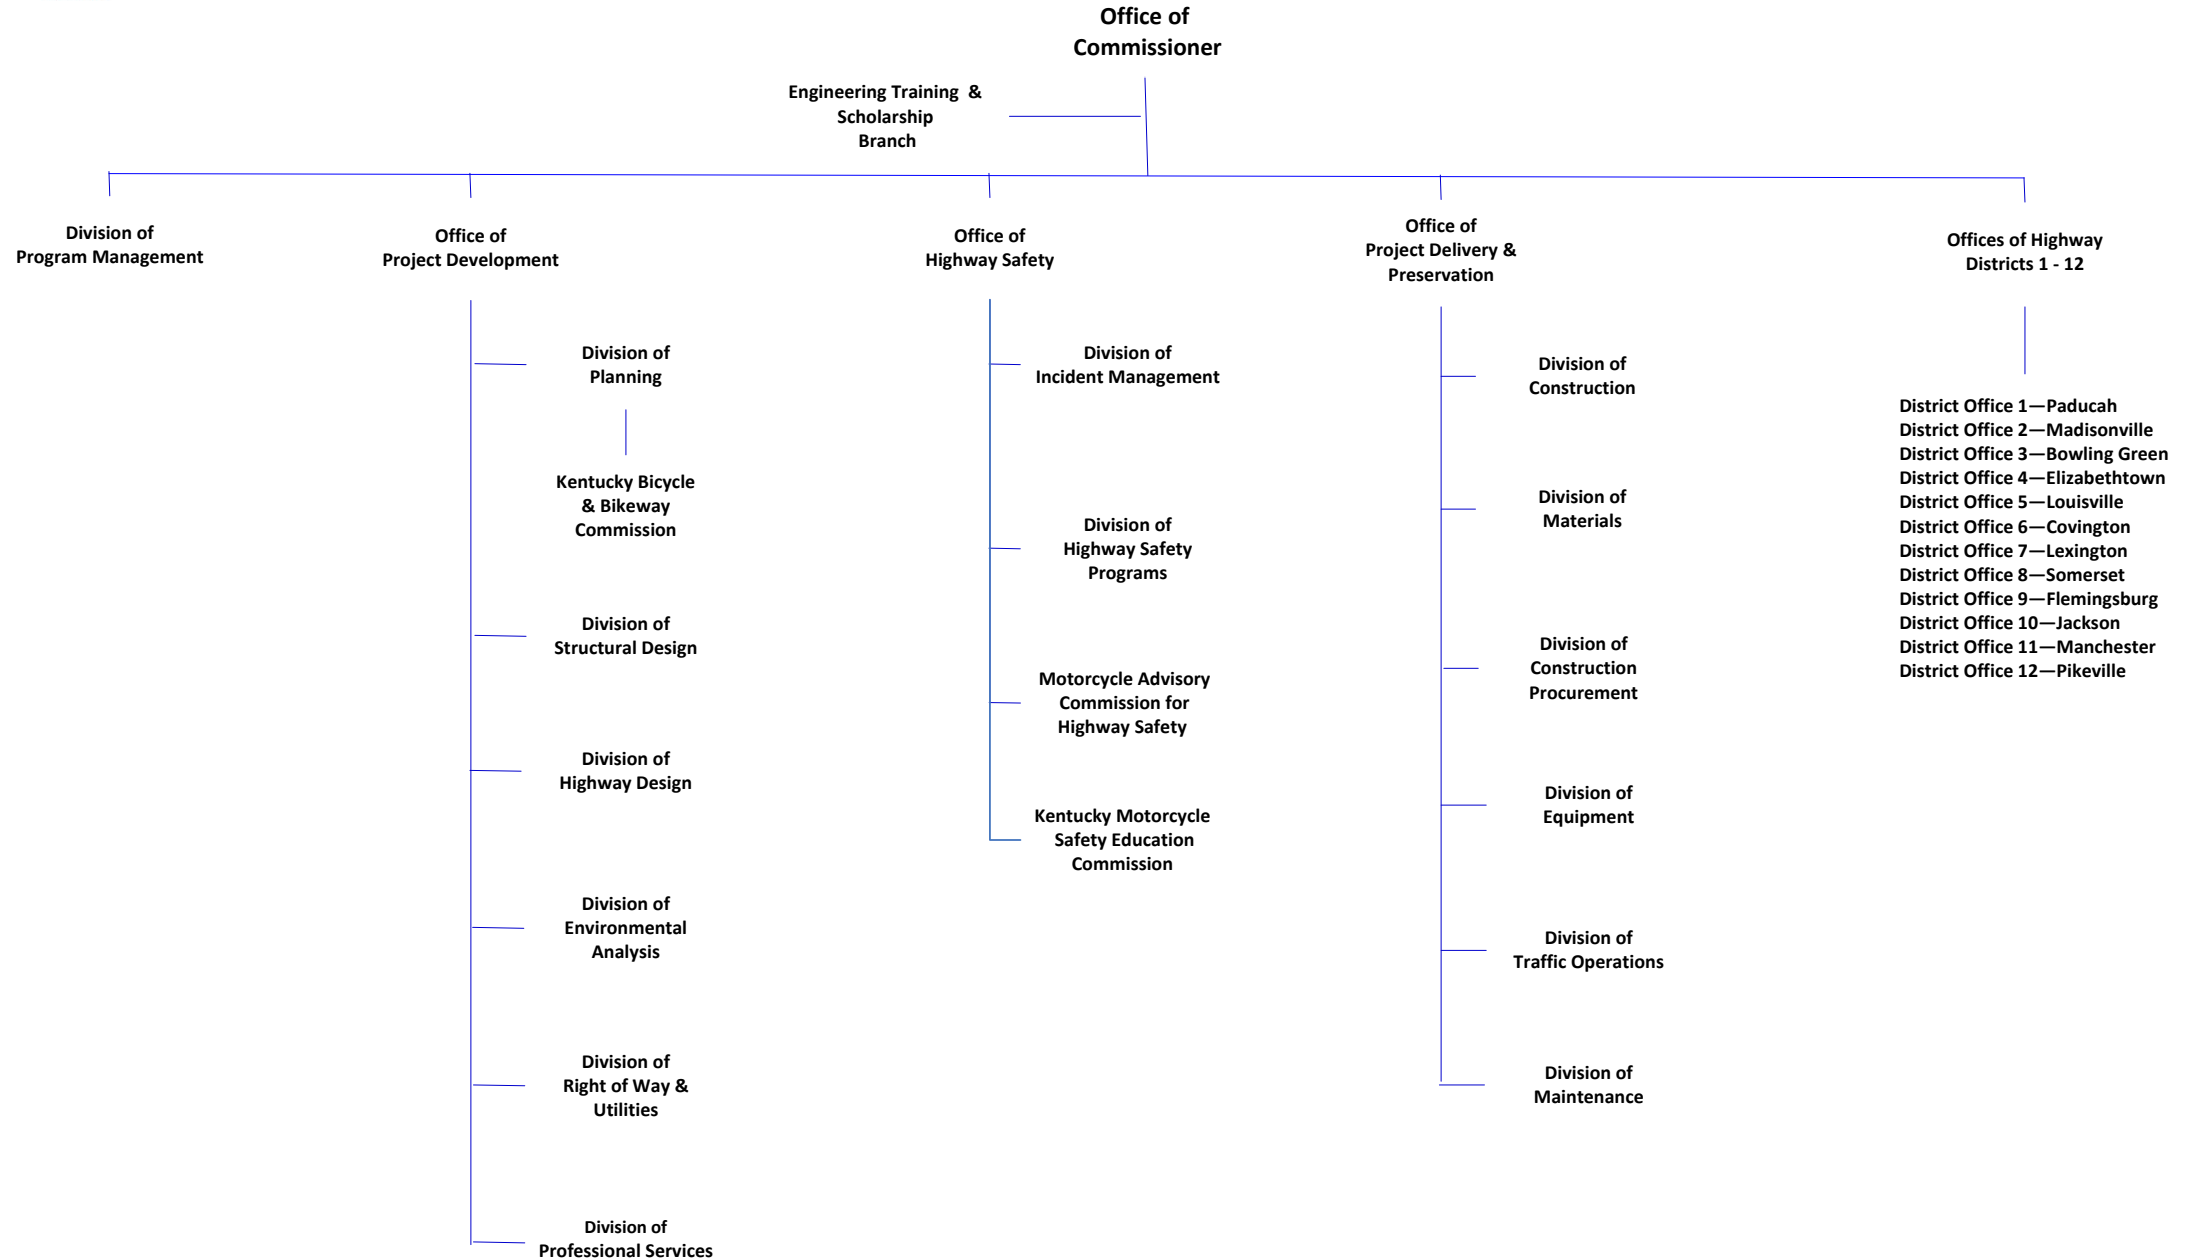 Office of
Commissioner
Engineering Training &
Scholarship
Branch
Division of
Program Management
Office of
Project Development
Office of
Highway Safety
Office of
Project Delivery &
Preservation
Offices of Highway
Districts 1 - 12
Division of
Planning
Kentucky Bicycle
& Bikeway
Commission
Division of
Structural Design
Division of
Highway Design
Division of
Environmental
Analysis
Division of
Right of Way &
Utilities
Division of
Professional Services
Division of
Incident Management
Division of
Highway Safety
Programs
Motorcycle Advisory
Commission for
Highway Safety
Kentucky Motorcycle
Safety Education
Commission
Division of
Construction
Division of
Materials
Division of
Construction
Procurement
Division of
Equipment
Division of
Traffic Operations
Division of
Maintenance
District Office 1—Paducah
District Office 2—Madisonville
District Office 3—Bowling Green
District Office 4—Elizabethtown
District Office 5—Louisville
District Office 6—Covington
District Office 7—Lexington
District Office 8—Somerset
District Office 9—Flemingsburg
District Office 10—Jackson
District Office 11—Manchester
District Office 12—Pikeville